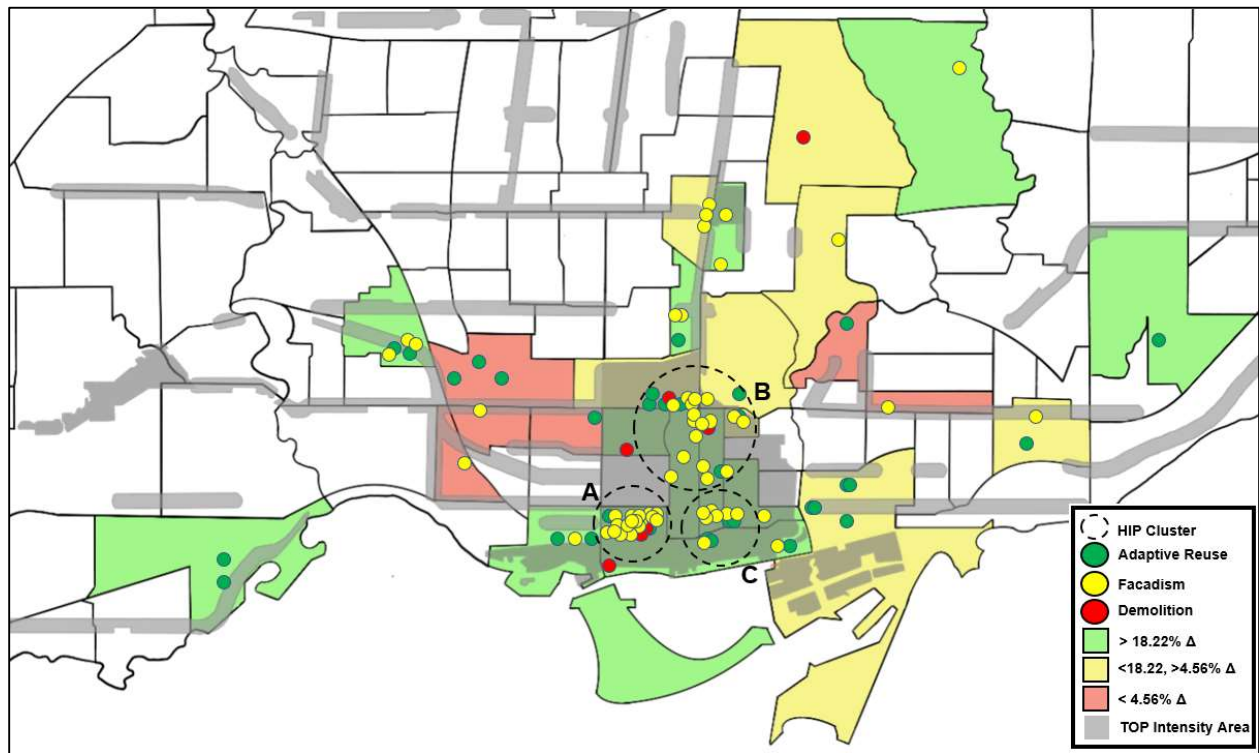 B
A
C
HIP Cluster
Adaptive Reuse
Facadism
Demolition
> 18.22% Δ
<18.22, >4.56% Δ
< 4.56% Δ
TOP Intensity Area